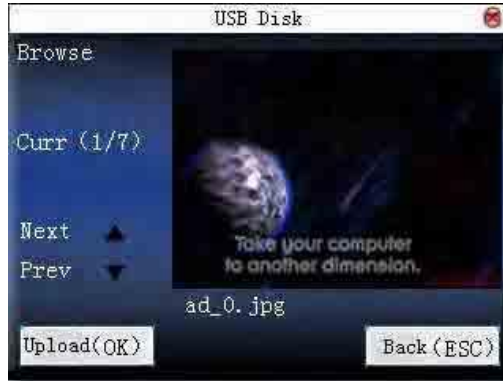 USB Disk
Browse
Curr (1/7)
Next
Prev
Take your computer
to another dimension.
ad_0.jpg
Upload(OK)
Back(ESC)